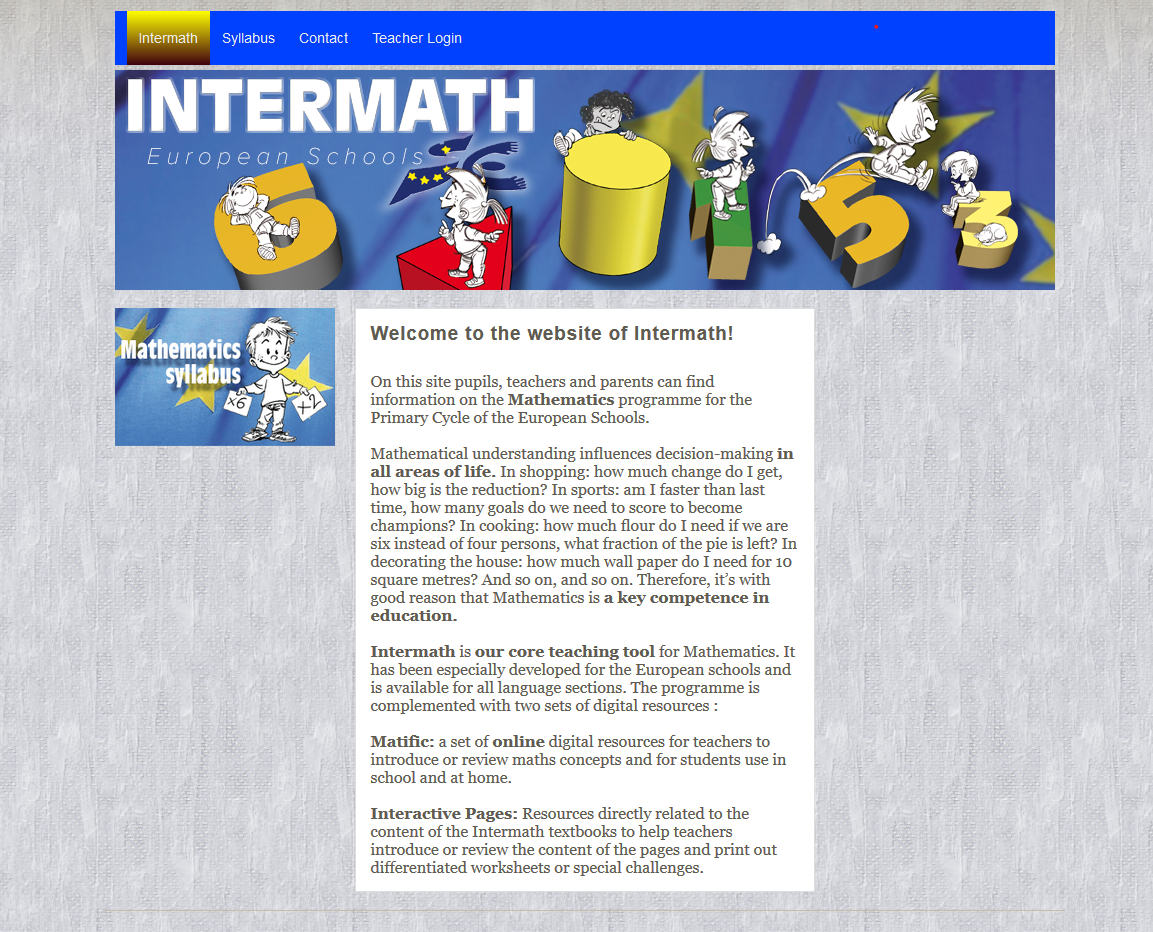 Intermath Syllabus Contact Teacher Login
INTERMATH
European Schools
6
1
5
3
Mathematics
syllabus
x6
x2
Welcome to the website of Intermath!
On this site pupils, teachers and parents can find
information on the Mathematics programme for the
Primary Cycle of the European Schools.
Mathematical understanding influences decision-making in
all areas of life. In shopping: how much change do I get,
how big is the reduction? In sports: am I faster than last
time, how many goals do we need to score to become
champions? In cooking: how much flour do I need if we are
six instead of four persons, what fraction of the pie is left? In
decorating the house: how much wall paper do I need for 10
square metres? And so on, and so on. Therefore, it’s with
good reason that Mathematics is a key competence in
education.
Intermath is our core teaching tool for Mathematics. It
has been especially developed for the European schools and
is available for all language sections. The programme is
complemented with two sets of digital resources :
Matific: a set of online digital resources for teachers to
introduce or review maths concepts and for students use in
school and at home.
Interactive Pages: Resources directly related to the
content of the Intermath textbooks to help teachers
introduce or review the content of the pages and print out
differentiated worksheets or special challenges.